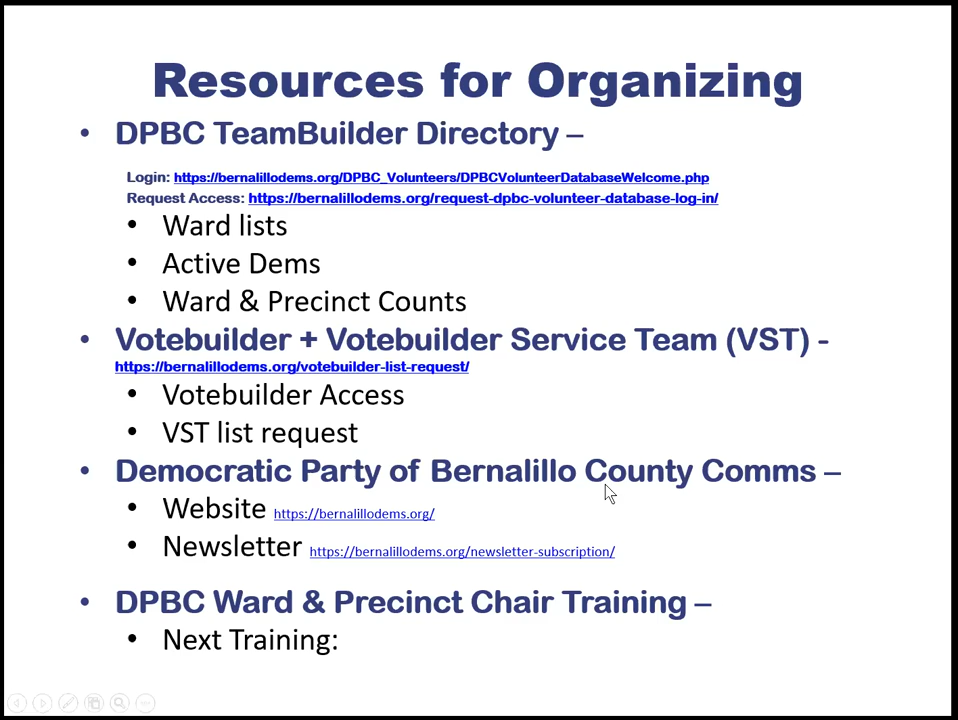 Resources for Organizing
• DPBC TeamBuilder Directory –
Login: https://bernalillodems.org/DPBC_Volunteers/DPBCVolunteerDatabaseWelcome.php
Request Access: https://bernalillodems.org/request-dpbc-volunteer-database-log-in/
• Ward lists
• Active Dems
• Ward & Precinct Counts
• Votebuilder + Votebuilder Service Team (VST) -
https://bernalillodems.org/votebuilder-list-request/
• Votebuilder Access
• VST list request
• Democratic Party of Bernalillo County Comms –
• Website https://bernalillodems.org/
• Newsletter https://bernalillodems.org/newsletter-subscription/
• DPBC Ward & Precinct Chair Training –
• Next Training: